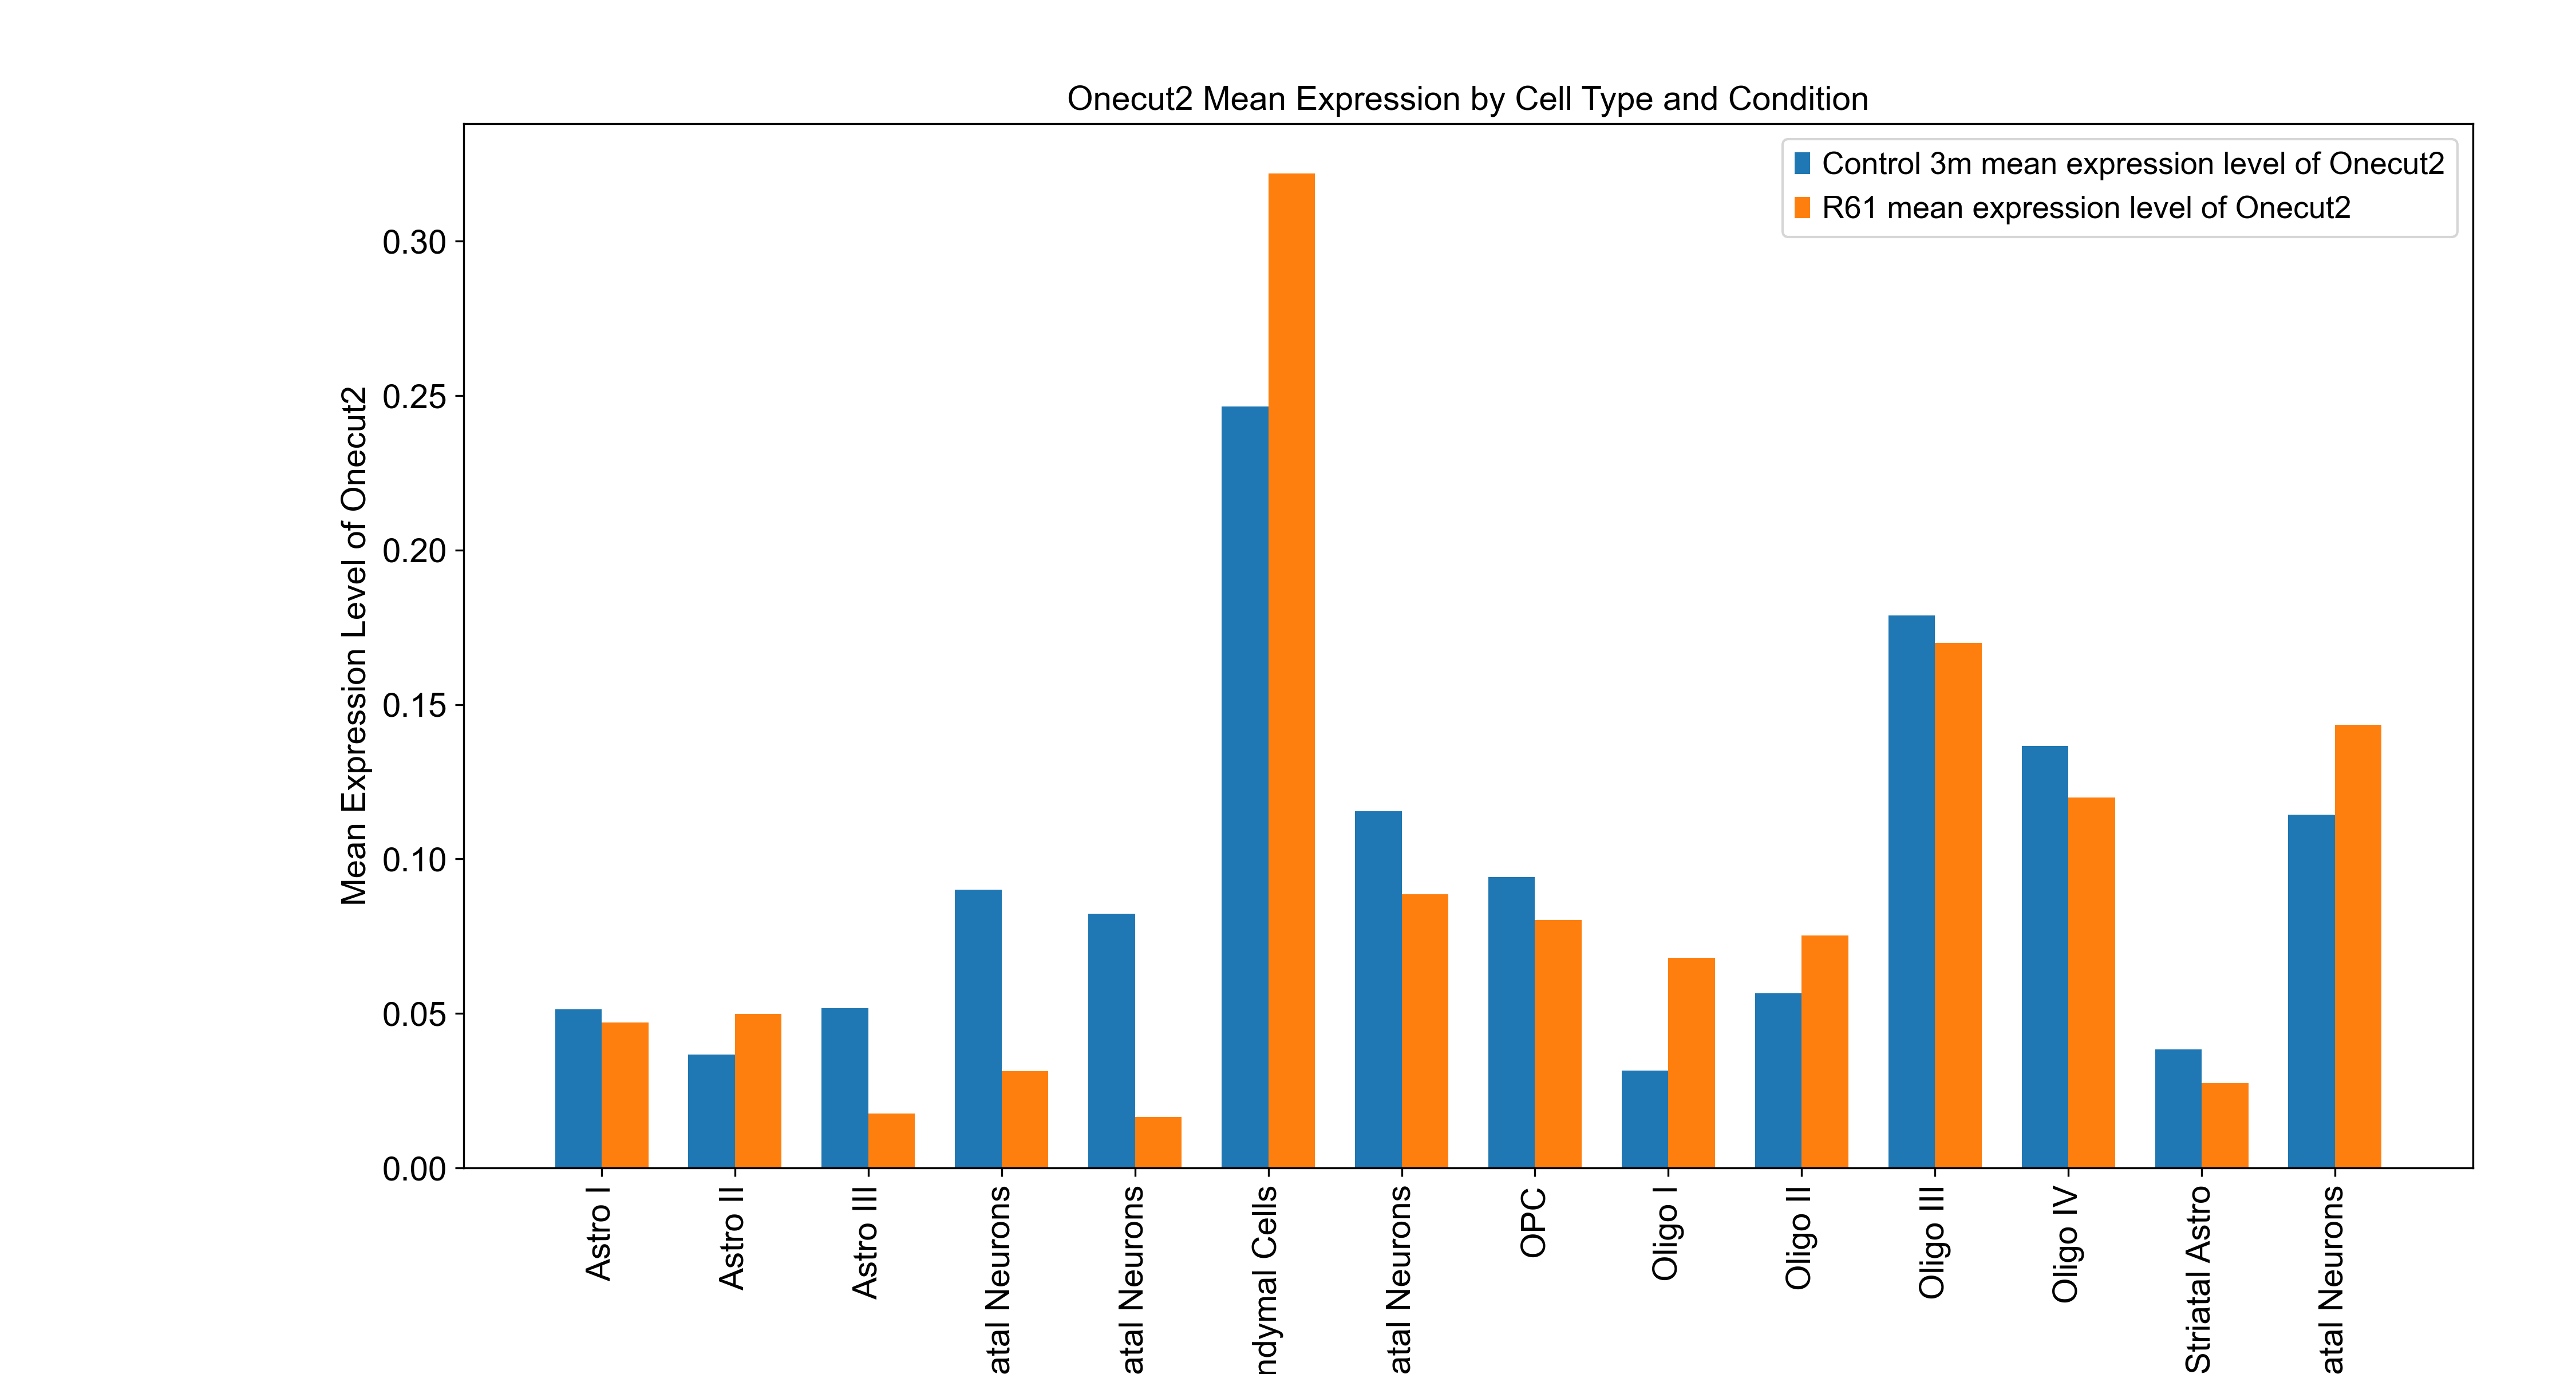 Onecut2 Mean Expression by Cell Type and Condition
Control 3m mean expression level of Onecut2
R61 mean expression level of Onecut2
Mean Expression Level of Onecut2
0.30
0.25
0.20
0.15
0.10
0.05
0.00
Astro I
Astro II
Astro III
atal Neurons
atal Neurons
ndymal Cells
atal Neurons
OPC
Oligo I
Oligo II
Oligo III
Oligo IV
Striatal Astro
atal Neurons